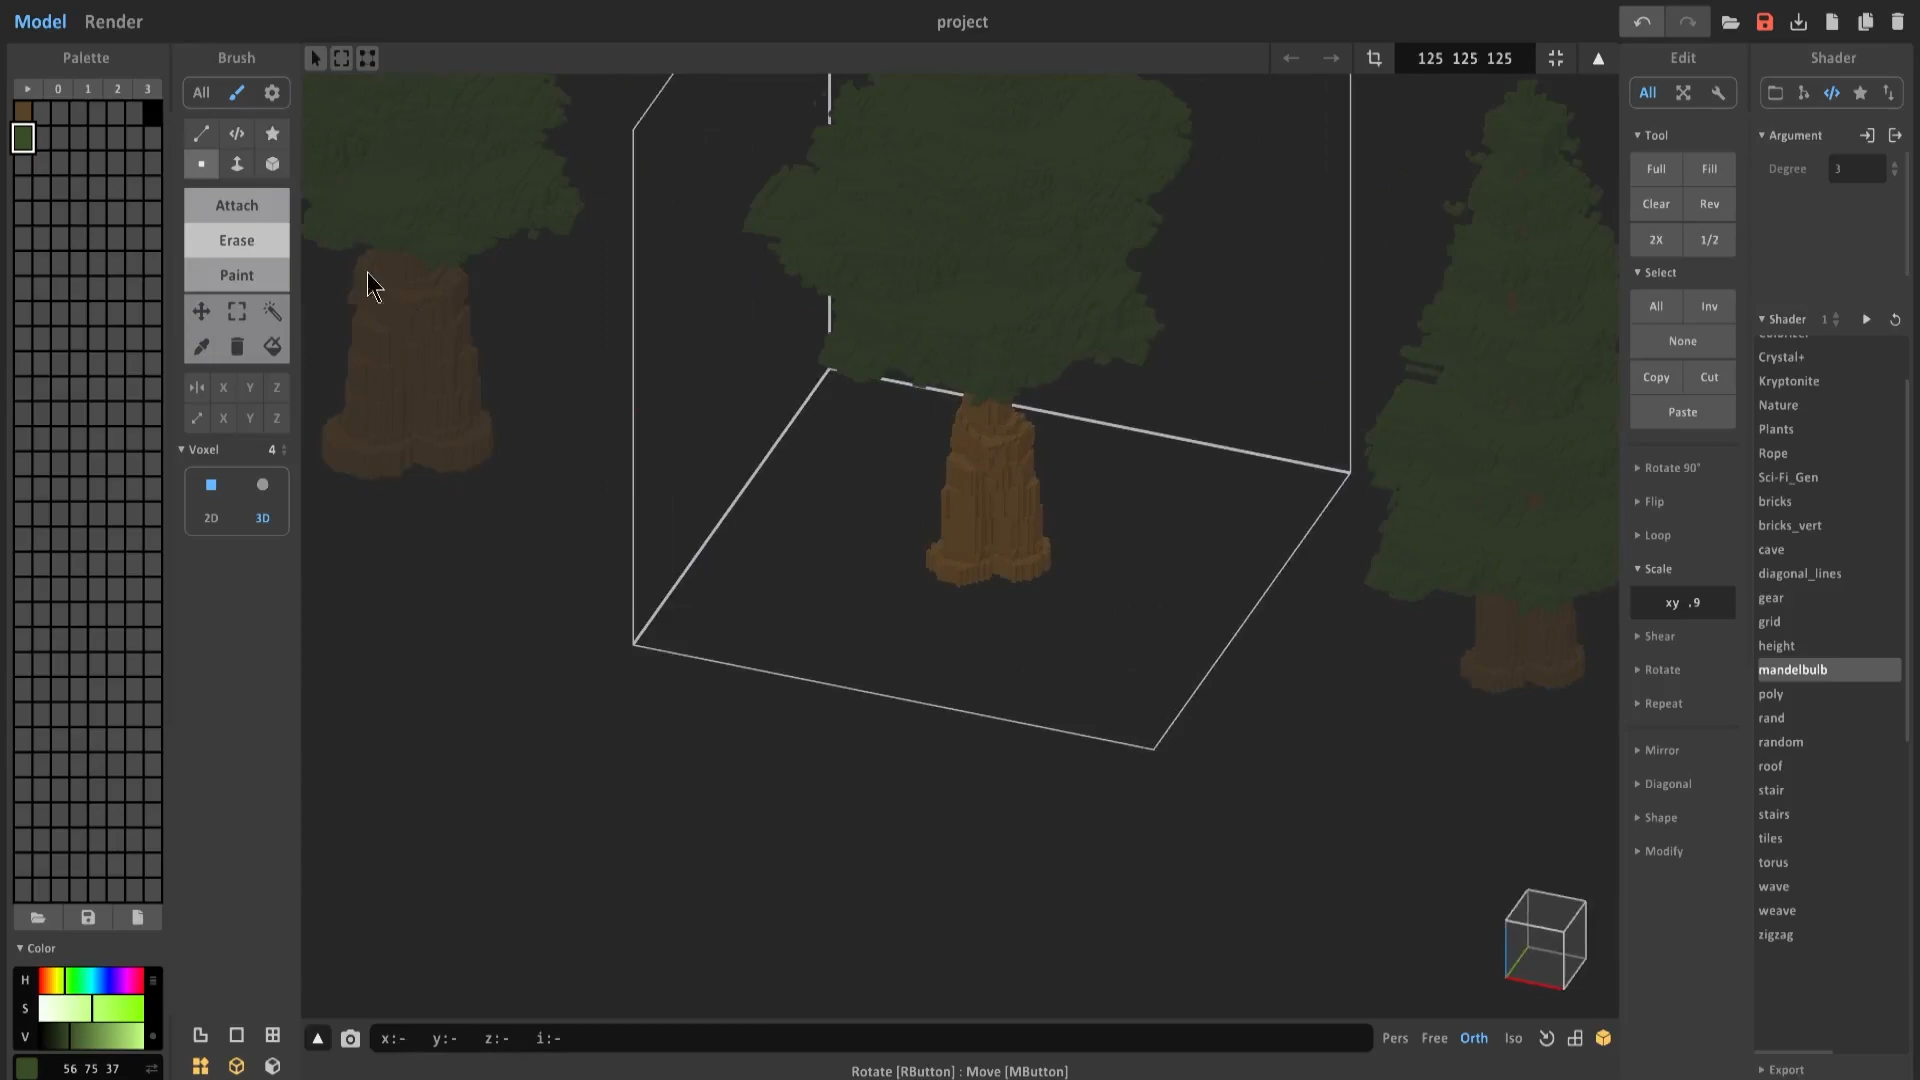 Model Render
project
Palette
Brush
125 125 125
Edit
Shader
0 1 2 3
All
All
Tool
Argument
Degree 3
Full Fill
Clear Rev
2X 1/2
Attach
Erase
Paint
Select
All Inv
None
Copy Cut
Paste
Shader 1
Crystal+
Kryptonite
Nature
Plants
Rope
Sci-Fi_Gen
bricks
bricks_vert
cave
diagonal_lines
gear
grid
height
mandelbulb
poly
rand
random
roof
stair
stairs
tiles
torus
wave
weave
zigzag
X Y Z
X Y Z
Voxel 4
2D 3D
Rotate 90°
Flip
Loop
Scale
xy .9
Shear
Rotate
Repeat
Mirror
Diagonal
Shape
Modify
Color
H
S
V
56 75 37
x:- y:- z:- i:-
Pers Free Orth Iso
Rotate [RButton] : Move [MButton]
Export